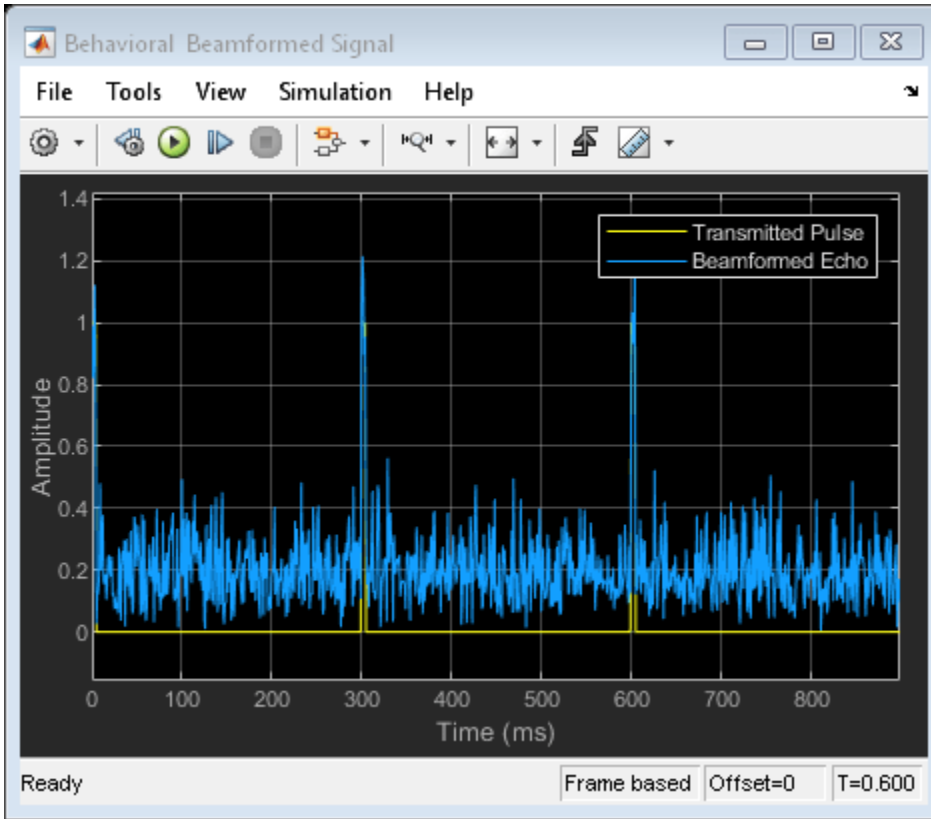 Behavioral Beamformed Signal
File Tools View Simulation Help
1.4
1.2
1
0.8
0.6
0.4
0.2
0
Amplitude
Transmitted Pulse
Beamformed Echo
0 100 200 300 400 500 600 700 800
Time (ms)
Ready Frame based Offset=0 T=0.600